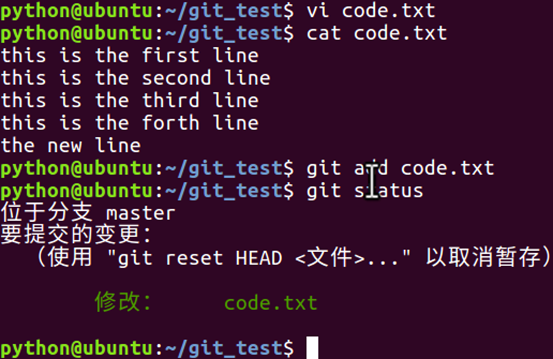 python@ubuntu:~/git_test$ vi code.txt
python@ubuntu:~/git_test$ cat code.txt
this is the first line
this is the second line
this is the third line
this is the forth line
the new line
python@ubuntu:~/git_test$ git add code.txt
python@ubuntu:~/git_test$ git status
位于分支 master
要提交的变更：
（使用 "git reset HEAD <文件>..." 以取消暂存）
修改： code.txt
python@ubuntu:~/git_test$